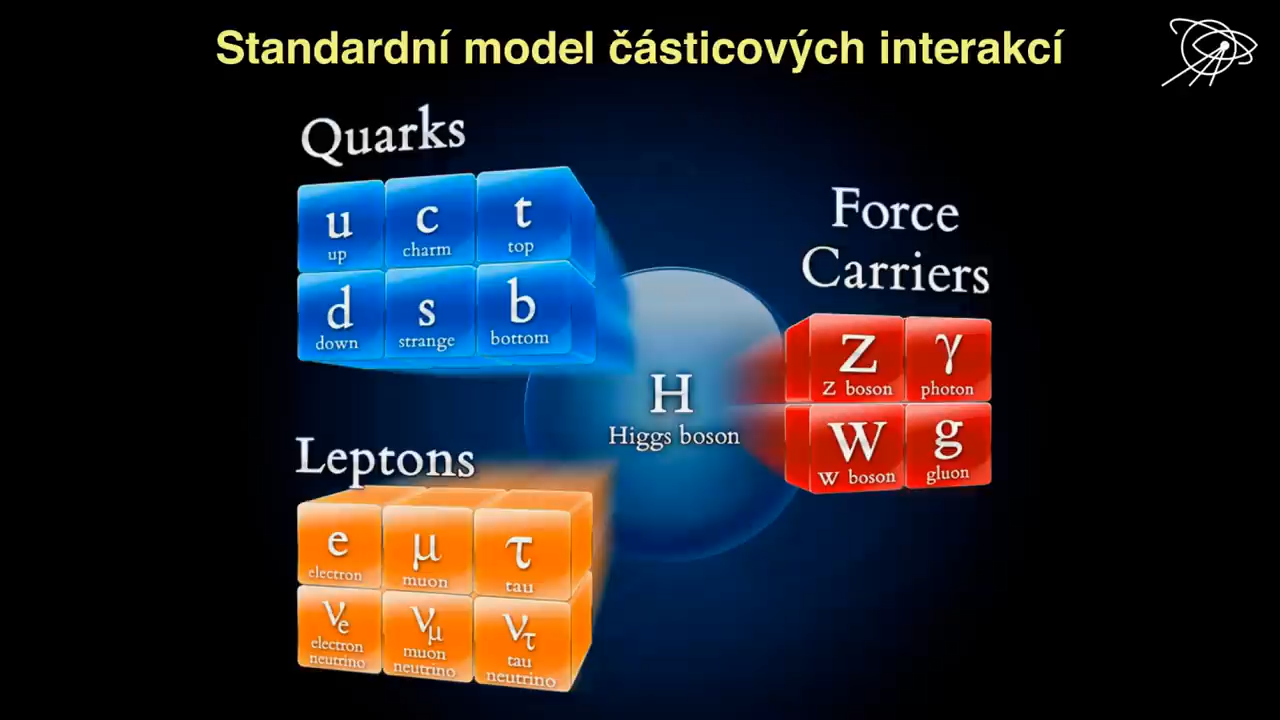 Standardní model částicových interakcí
Quarks
u
up
c
charm
t
top
d
down
s
strange
b
bottom
Force
Carriers
Z
Z boson
γ
photon
W
W boson
g
gluon
H
Higgs boson
Leptons
e
electron
μ
muon
τ
tau
νe
electron
neutrino
νμ
muon
neutrino
ντ
tau
neutrino